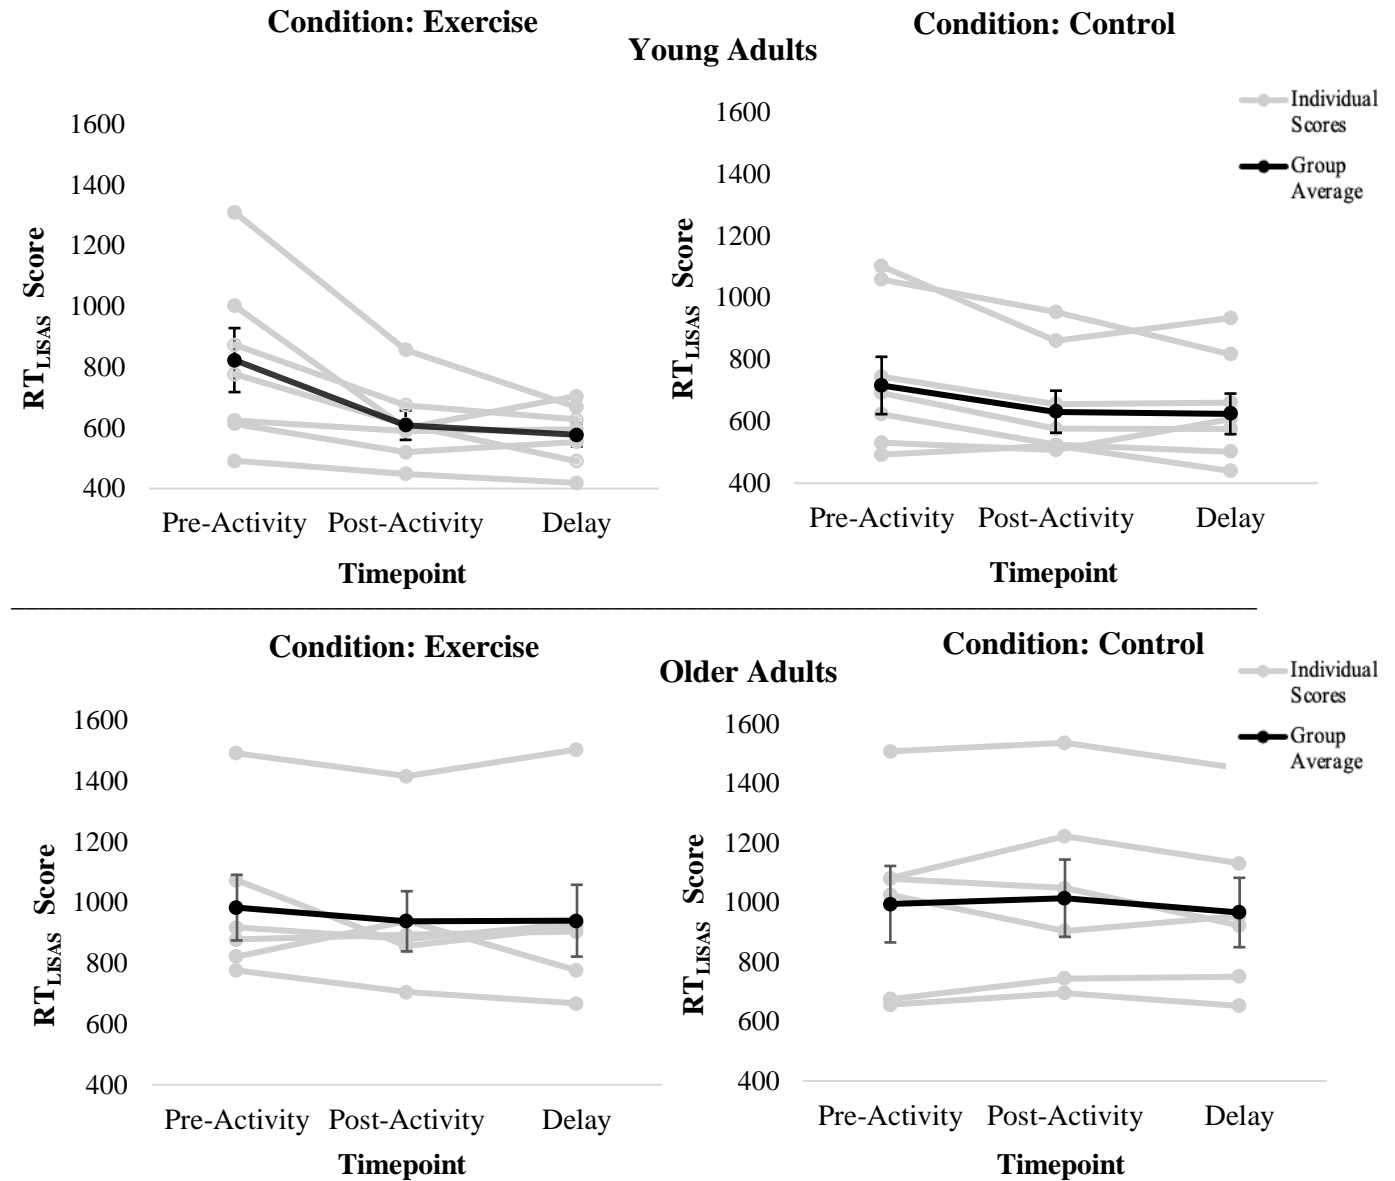 Condition: Exercise
Condition: Control
Young Adults
Individual
Scores
Group
Average
1600
1400
1200
1000
800
600
400
RT_LISAS Score
Pre-Activity Post-Activity Delay
Timepoint
1600
1400
1200
1000
800
600
400
RT_LISAS Score
Pre-Activity Post-Activity Delay
Timepoint
Condition: Exercise
Condition: Control
Older Adults
Individual
Scores
Group
Average
1600
1400
1200
1000
800
600
400
RT_LISAS Score
Pre-Activity Post-Activity Delay
Timepoint
1600
1400
1200
1000
800
600
400
RT_LISAS Score
Pre-Activity Post-Activity Delay
Timepoint